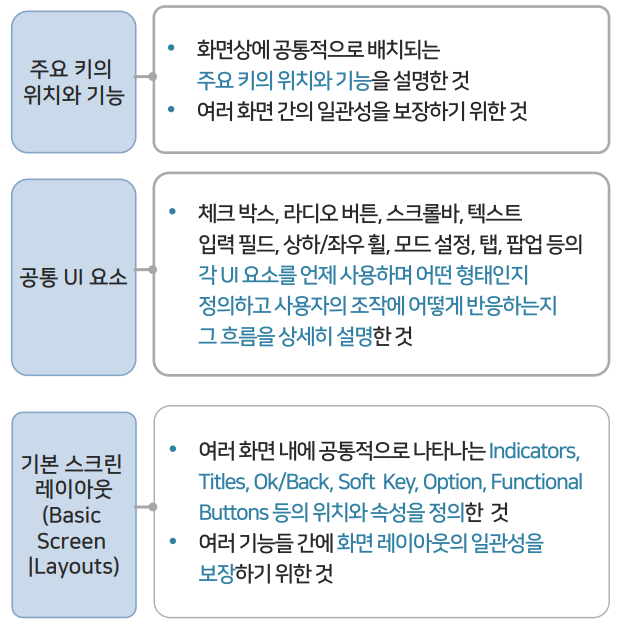 주요 키의
위치와 기능
• 화면상에 공통적으로 배치되는
주요 키의 위치와 기능을 설명한 것
• 여러 화면 간의 일관성을 보장하기 위한 것
공통 UI 요소
• 체크 박스, 라디오 버튼, 스크롤바, 텍스트
입력 필드, 상하/좌우 휠, 모드 설정, 탭, 팝업 등의
각 UI 요소를 언제 사용하며 어떤 형태인지
정의하고 사용자의 조작에 어떻게 반응하는지
그 흐름을 상세히 설명한 것
기본 스크린
레이아웃
(Basic
Screen
|Layouts)
• 여러 화면 내에 공통적으로 나타나는 Indicators,
Titles, Ok/Back, Soft Key, Option, Functional
Buttons 등의 위치와 속성을 정의한 것
• 여러 기능들 간에 화면 레이아웃의 일관성을
보장하기 위한 것